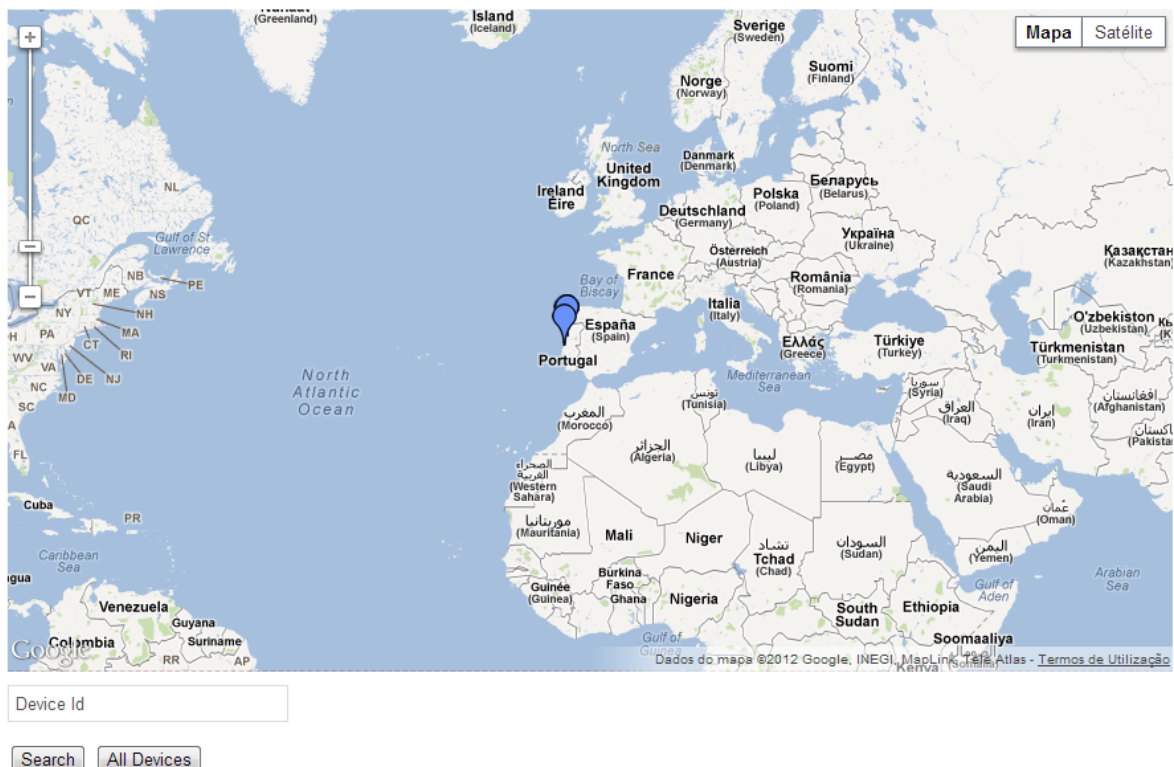 (Greenland)
Ísland
(Iceland)
Sverige
(Sweden)
Mapa
Satélite
Suomi
(Finland)
Norge
(Norway)
North Sea
Danmark
(Denmark)
United
Kingdom
Ireland
Éire
Polska
(Poland)
Беларусь
(Belarus)
Deutschland
(Germany)
Україна
(Ukraine)
Österreich
(Austria)
Қазақстан
(Kazakhstan)
France
România
(Romania)
Bay of
Biscay
Italia
(Italy)
España
(Spain)
Portugal
Ελλάς
(Greece)
Türkiye
(Turkey)
O'zbekiston
(Uzbekistan)
Türkmenistan
(Turkmenistan)
Mediterranean
Sea
NL
QC
Gulf of St
Lawrence
NB
PE
VT
ME
NS
NY
NH
MA
PA
CT
RI
WV
VA
DE
NJ
NC
MD
SC
FL
North
Atlantic
Ocean
تونس
(Tunisia)
سوريا
(Syria)
العراق
(Iraq)
ايران
(Iran)
افغانستان
(Afghanistan)
پاکستان
المغرب
(Morocco)
الجزائر
(Algeria)
ليبيا
(Libya)
مصر
(Egypt)
السعودية
(Saudi
Arabia)
عُمان
(Oman)
الصحراء
الغربية
(Western
Sahara)
موريتانيا
(Mauritania)
Mali
Niger
تشاد
Tchad
(Chad)
السودان
(Sudan)
اليمن
(Yemen)
Gulf of
Aden
Arabian
Sea
Cuba
PR
Caribbean
Sea
Venezuela
Guyana
Colombia
Suriname
RR
AP
Google
Guinée
(Guinea)
Burkina
Faso
Ghana
Nigeria
South
Sudan
Ethiopia
Soomaaliya
Gulf of
Guinea
Kenya
Dados do mapa ©2012 Google, INEGI, MapLink, Tele Atlas - Termos de Utilização
Device Id
Search
All Devices